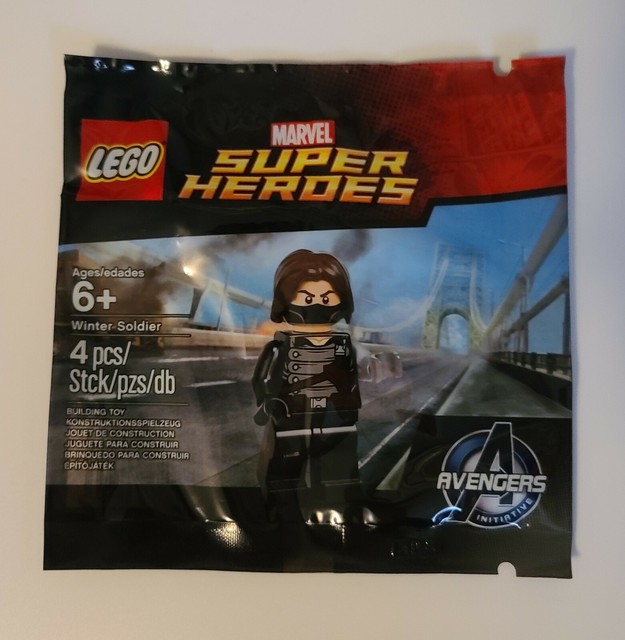 LEGO
MARVEL
SUPER
HEROES
Ages/edades
6+
Winter Soldier
4 pcs/
Stck/pzs/db
BUILDING TOY
KONSTRUKTIONSSPIELZEUG
JOUET DE CONSTRUCTION
JUGUETE PARA CONSTRUIR
BRINQUEDO PARA CONSTRUIR
ÉPÍTŐJÁTÉK
AVENGERS
INITIATIVE